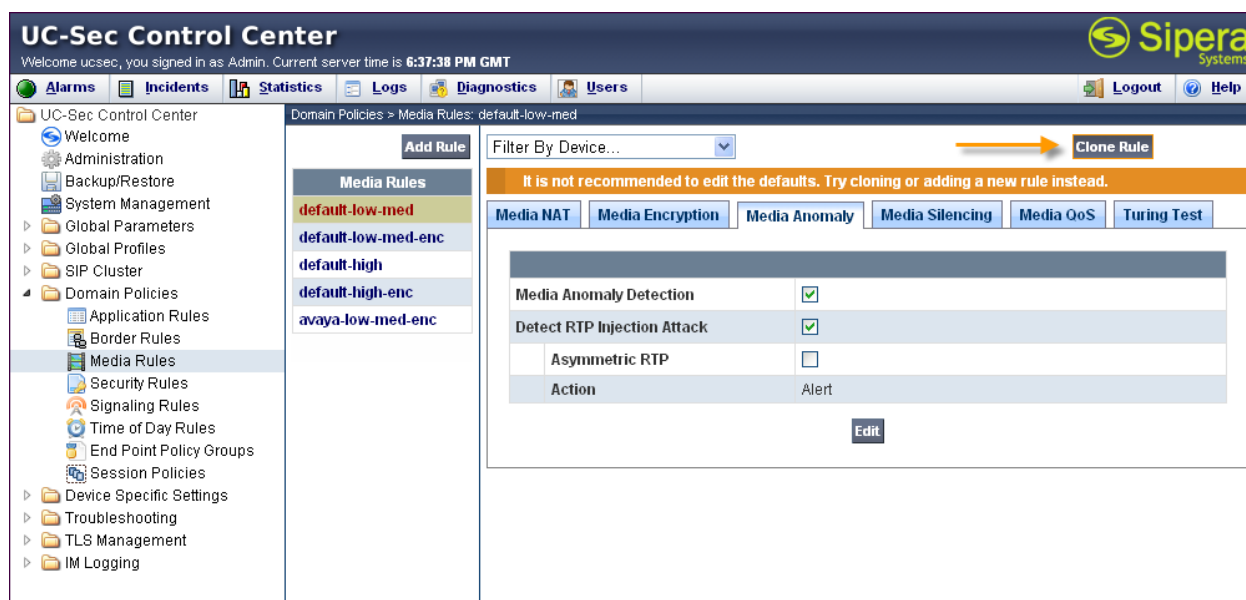 UC-Sec Control Center
Sipera
Systems
Welcome ucsec, you signed in as Admin. Current server time is 6:37:38 PM GMT
Alarms Incidents Statistics Logs Diagnostics Users Logout Help
UC-Sec Control Center
Welcome
Administration
Backup/Restore
System Management
Global Parameters
Global Profiles
SIP Cluster
Domain Policies
Application Rules
Border Rules
Media Rules
Security Rules
Signaling Rules
Time of Day Rules
End Point Policy Groups
Session Policies
Device Specific Settings
Troubleshooting
TLS Management
IM Logging
Domain Policies > Media Rules: default-low-med
Add Rule
Media Rules
default-low-med
default-low-med-enc
default-high
default-high-enc
avaya-low-med-enc
Filter By Device...
Clone Rule
It is not recommended to edit the defaults. Try cloning or adding a new rule instead.
Media NAT Media Encryption Media Anomaly Media Silencing Media QoS Turing Test
Media Anomaly Detection
Detect RTP Injection Attack
Asymmetric RTP
Action Alert
Edit